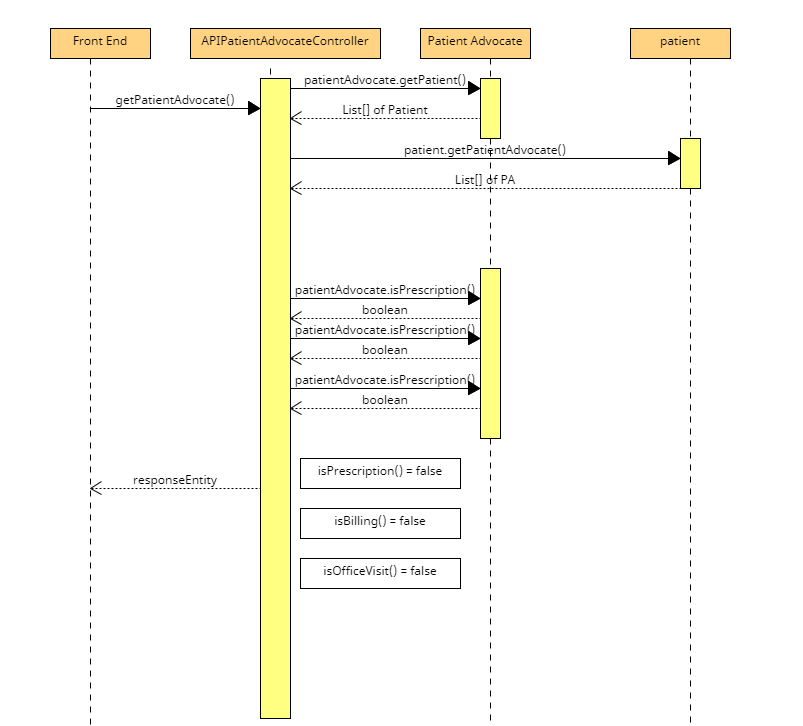 Front End
APIPatientAdvocateController
Patient Advocate
patient
patientAdvocate.getPatient()
getPatientAdvocate()
List[] of Patient
patient.getPatientAdvocate()
List[] of PA
patientAdvocate.isPrescription()
boolean
patientAdvocate.isPrescription()
boolean
patientAdvocate.isPrescription()
boolean
isPrescription() = false
responseEntity
isBilling() = false
isOfficeVisit() = false